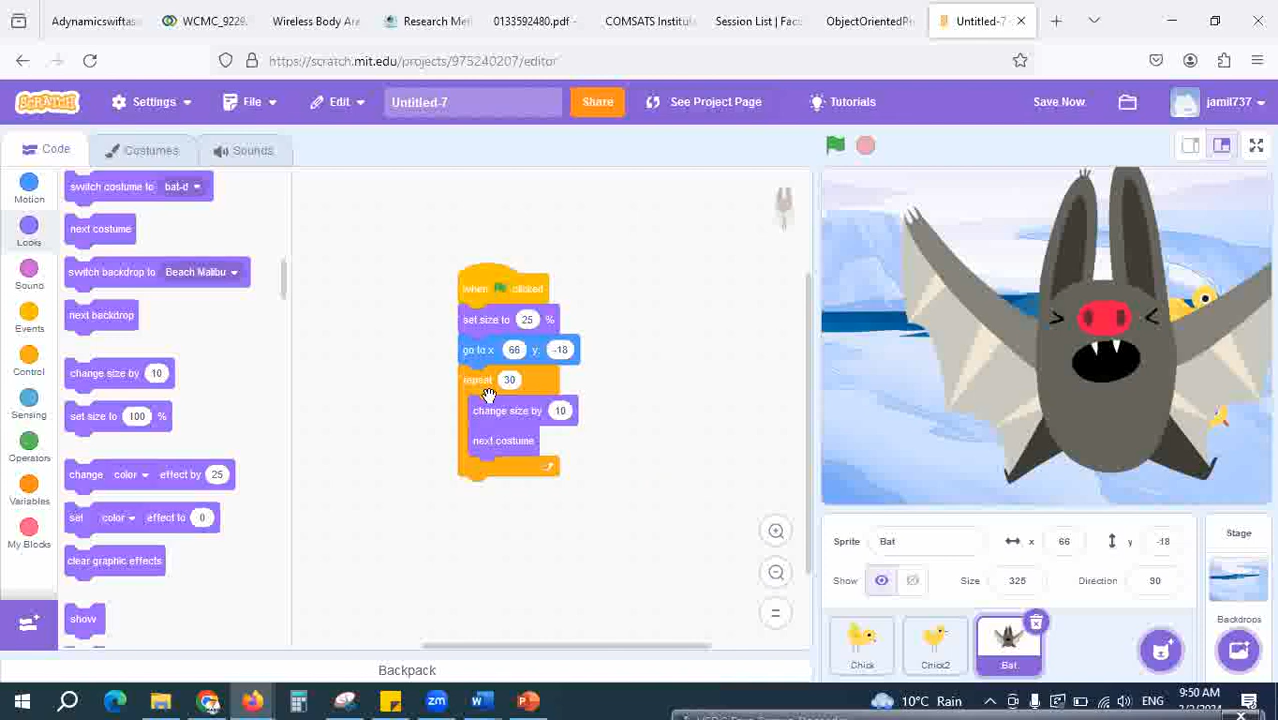 Adynamicswiftas
WCMC_9229.
Wireless Body Ar
Research Me
0133592480.pdf -
COMSATS Institu
Session List | Fac
ObjectOrientedPr
Untitled-7
https://scratch.mit.edu/projects/975240207/editor
SCRATCH
Settings
File
Edit
Untitled-7
Share
See Project Page
Tutorials
Save Now
jamil737
Code
Costumes
Sounds
Motion
Looks
Sound
Events
Control
Sensing
Operators
Variables
My Blocks
switch costume to bat-d
next costume
switch backdrop to Beach Malibu
next backdrop
change size by 10
set size to 100 %
change color effect by 25
set color effect to 0
clear graphic effects
show
when clicked
set size to 25 %
go to x 66 y: -18
repeat 30
change size by 10
next costume
Sprite Bat x 66 y -18
Show Size 325 Direction 90
Chick
Chick2
Bat
Stage
Backdrops
Backpack
10°C Rain
ENG
9:50 AM